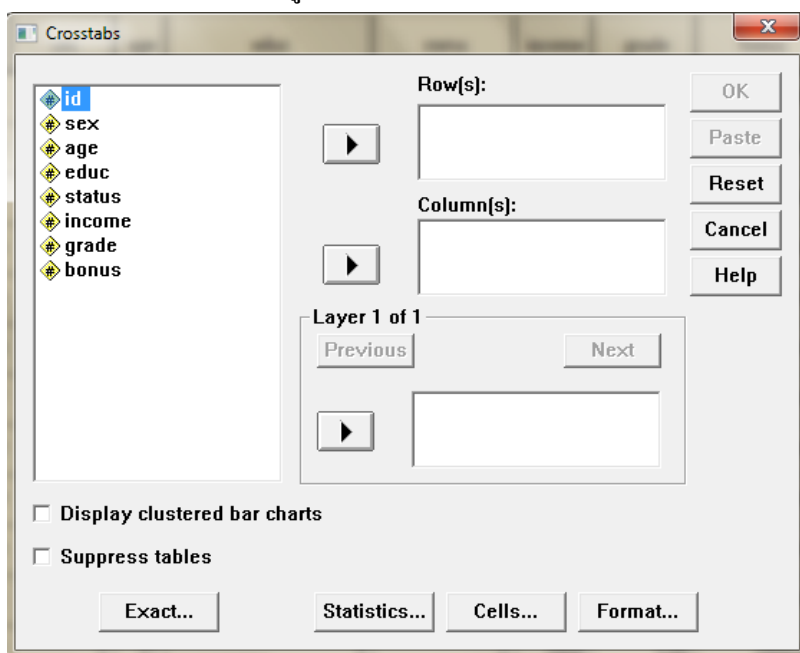 Crosstabs
id
sex
age
educ
status
income
grade
bonus
Row(s):
Column(s):
Layer 1 of 1
Previous
Next
OK
Paste
Reset
Cancel
Help
Display clustered bar charts
Suppress tables
Exact...
Statistics...
Cells...
Format...